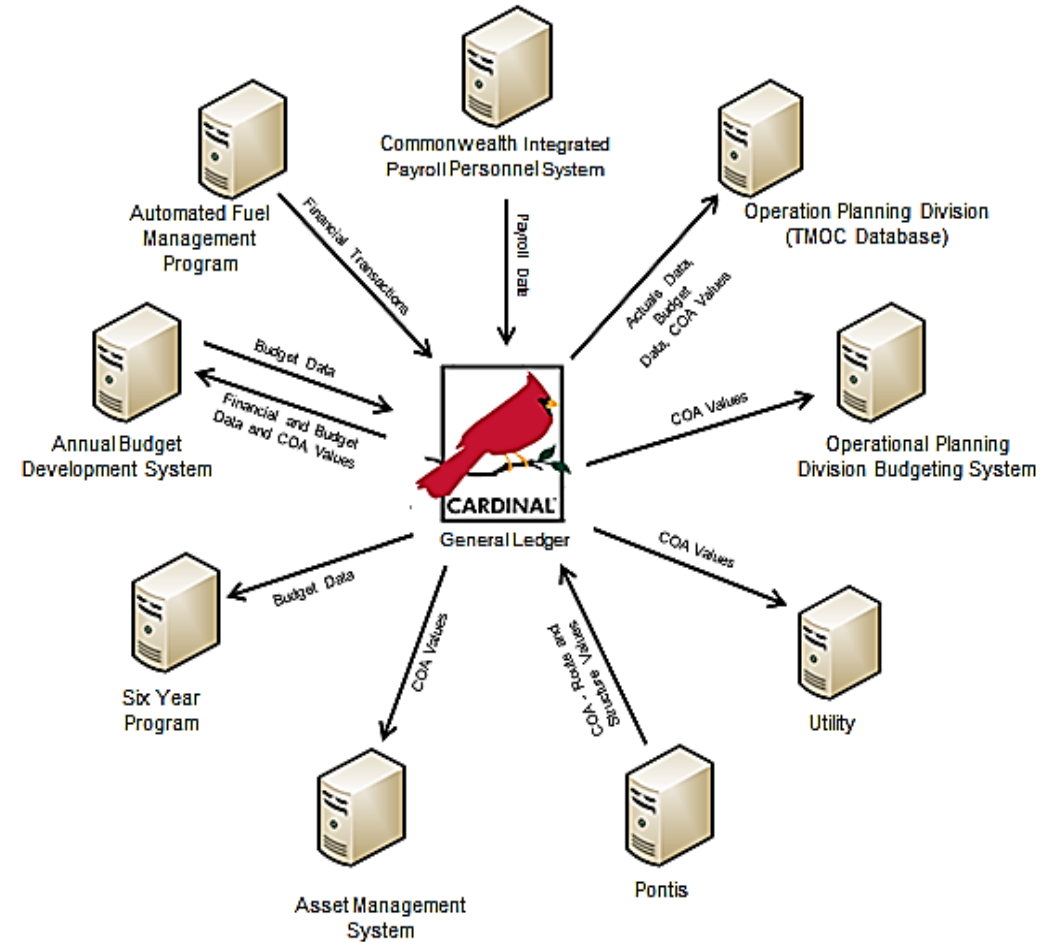 Commonwealth Integrated
Payroll Personnel System
Automated Fuel
Management
Program
Operation Planning Division
(TMOC Database)
Financial Transactions
Payroll Date
Actuals Data,
Budget
Data, COA Values
Annual Budget
Development System
Budget Data
Financial and Budget
Data and COA Values
COA Values
Operational Planning
Division Budgeting System
CARDINAL
General Ledger
Six Year
Program
Budget Data
COA Values
Asset Management
System
COA - Route and
Structure Values
Pontis
COA Values
Utility